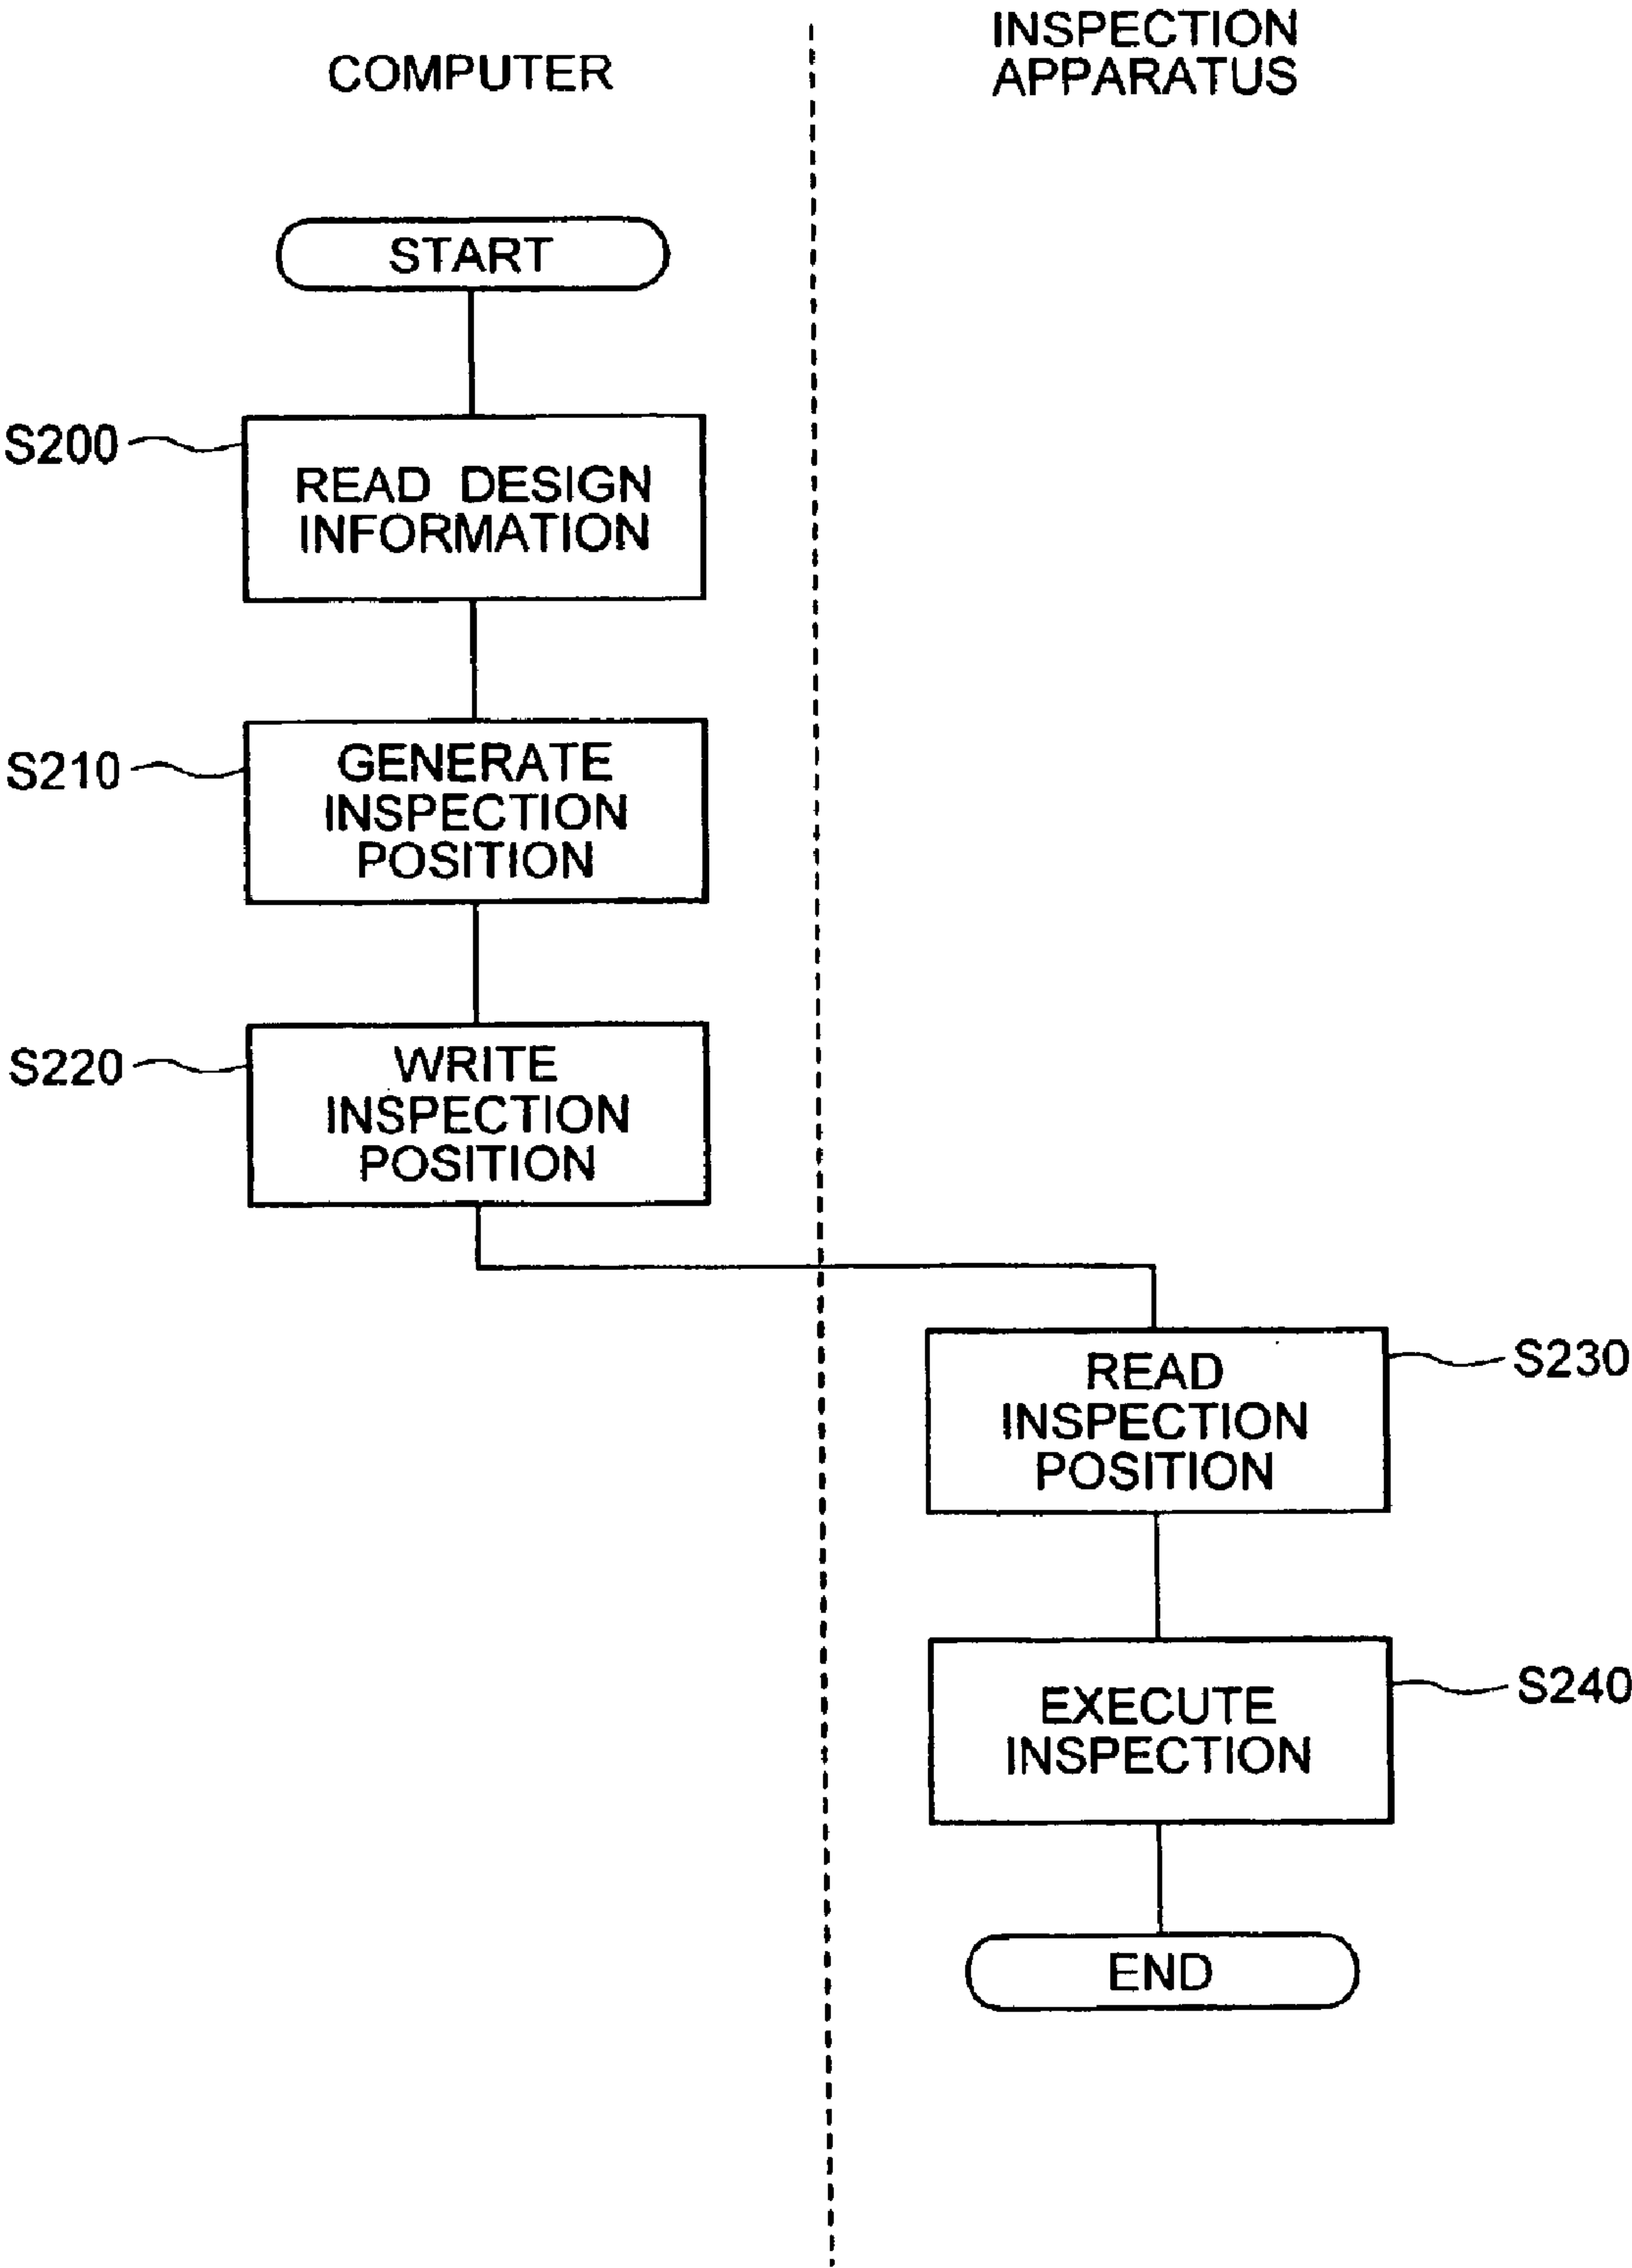 COMPUTER
INSPECTION
APPARATUS
START
S200
READ DESIGN
INFORMATION
S210
GENERATE
INSPECTION
POSITION
S220
WRITE
INSPECTION
POSITION
READ
INSPECTION
POSITION
S230
EXECUTE
INSPECTION
S240
END